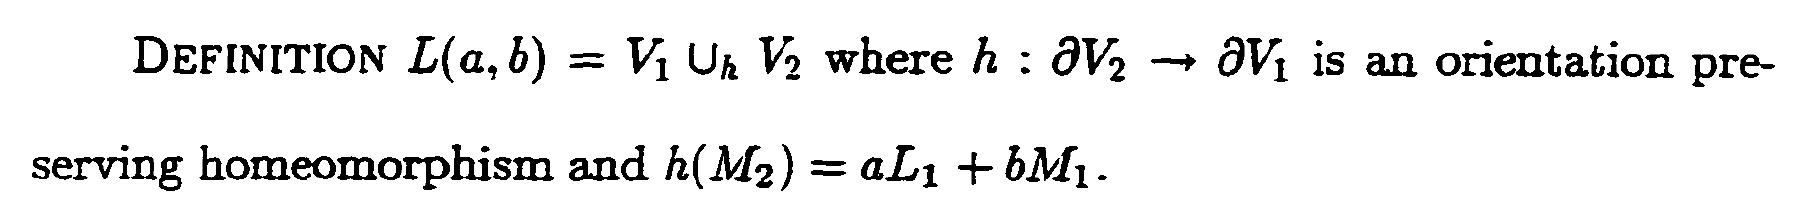 DEFINITION L(a, b) = V₁ ∪ₕ V₂ where h : ∂V₂ → ∂V₁ is an orientation pre-
serving homeomorphism and h(M₂) = aL₁ + bM₁.